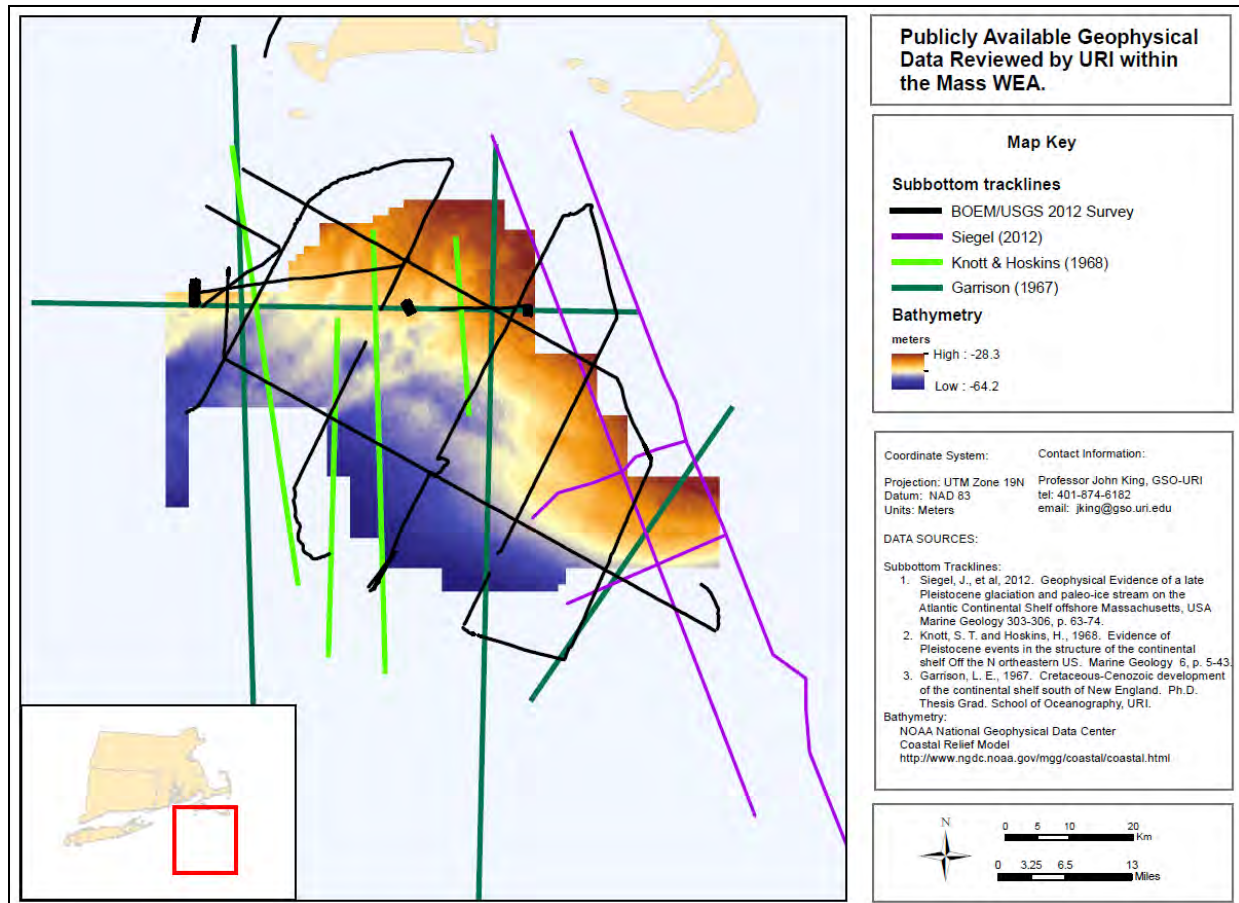 Publicly Available Geophysical
Data Reviewed by URI within
the Mass WEA.
Map Key
Subbottom tracklines
BOEM/USGS 2012 Survey
Siegel (2012)
Knott & Hoskins (1968)
Garrison (1967)
Bathymetry
meters
High : -28.3
Low : -64.2
Coordinate System:
Projection: UTM Zone 19N
Datum: NAD 83
Units: Meters
Contact Information:
Professor John King, GSO-URI
tel: 401-874-6182
email: jking@gso.uri.edu
DATA SOURCES:
Subbottom Tracklines:
1. Siegel, J., et al, 2012. Geophysical Evidence of a late
Pleistocene glaciation and paleo-ice stream on the
Atlantic Continental Shelf offshore Massachusetts, USA
Marine Geology 303-306, p. 63-74.
2. Knott, S. T. and Hoskins, H., 1968. Evidence of
Pleistocene events in the structure of the continental
shelf Off the N ortheastern US. Marine Geology 6, p. 5-43.
3. Garrison, L. E., 1967. Cretaceous-Cenozoic development
of the continental shelf south of New England. Ph.D.
Thesis Grad. School of Oceanography, URI.
Bathymetry:
NOAA National Geophysical Data Center
Coastal Relief Model
http://www.ngdc.noaa.gov/mgg/coastal/coastal.html
N
0 5 10 20
Km
0 3.25 6.5 13
Miles